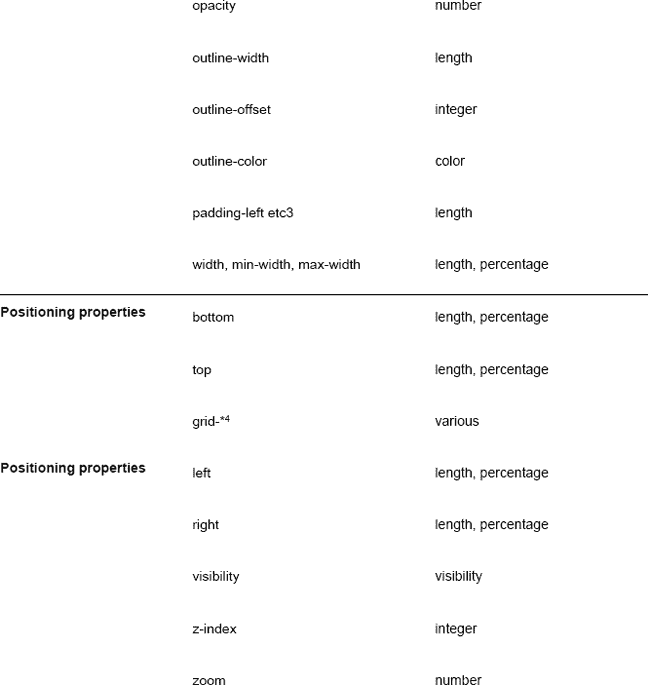 opacity number
outline-width length
outline-offset integer
outline-color color
padding-left etc3 length
width, min-width, max-width length, percentage
Positioning properties bottom length, percentage
top length, percentage
grid-*4 various
Positioning properties left length, percentage
right length, percentage
visibility visibility
z-index integer
zoom number